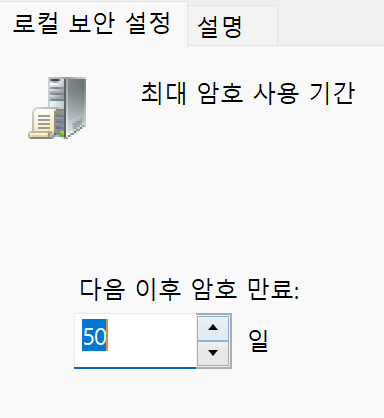 로컬 보안 설정
설명
최대 암호 사용 기간
다음 이후 암호 만료:
50
일